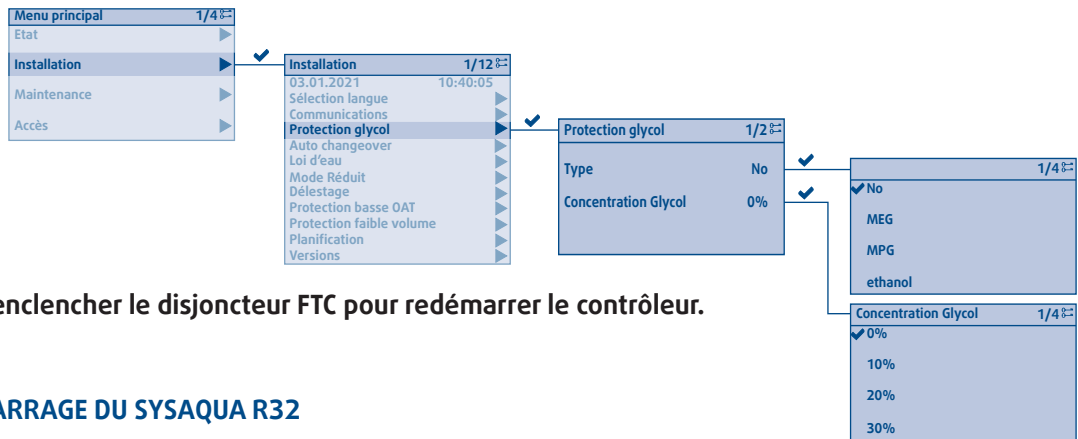 Menu principal 1/4
Etat
Installation
Maintenance
Accès
Installation 1/12
03.01.2021 10:40:05
Sélection langue
Communications
Protection glycol
Auto changeover
Loi d'eau
Mode Réduit
Délestage
Protection basse OAT
Protection faible volume
Planification
Versions
Protection glycol 1/2
Type No
Concentration Glycol 0%
1/4
No
MEG
MPG
ethanol
Concentration Glycol 1/4
0%
10%
20%
30%
enclencher le disjoncteur FTC pour redémarrer le contrôleur.
ARRAGE DU SYSAQUA R32